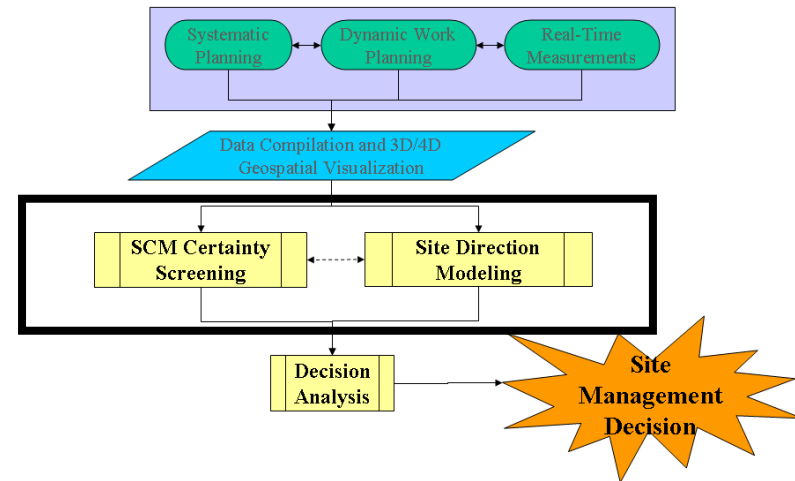 Systematic
Planning
Dynamic Work
Planning
Real-Time
Measurements
Data Compilation and 3D/4D
Geospatial Visualization
SCM Certainty
Screening
Site Direction
Modeling
Decision
Analysis
Site
Management
Decision